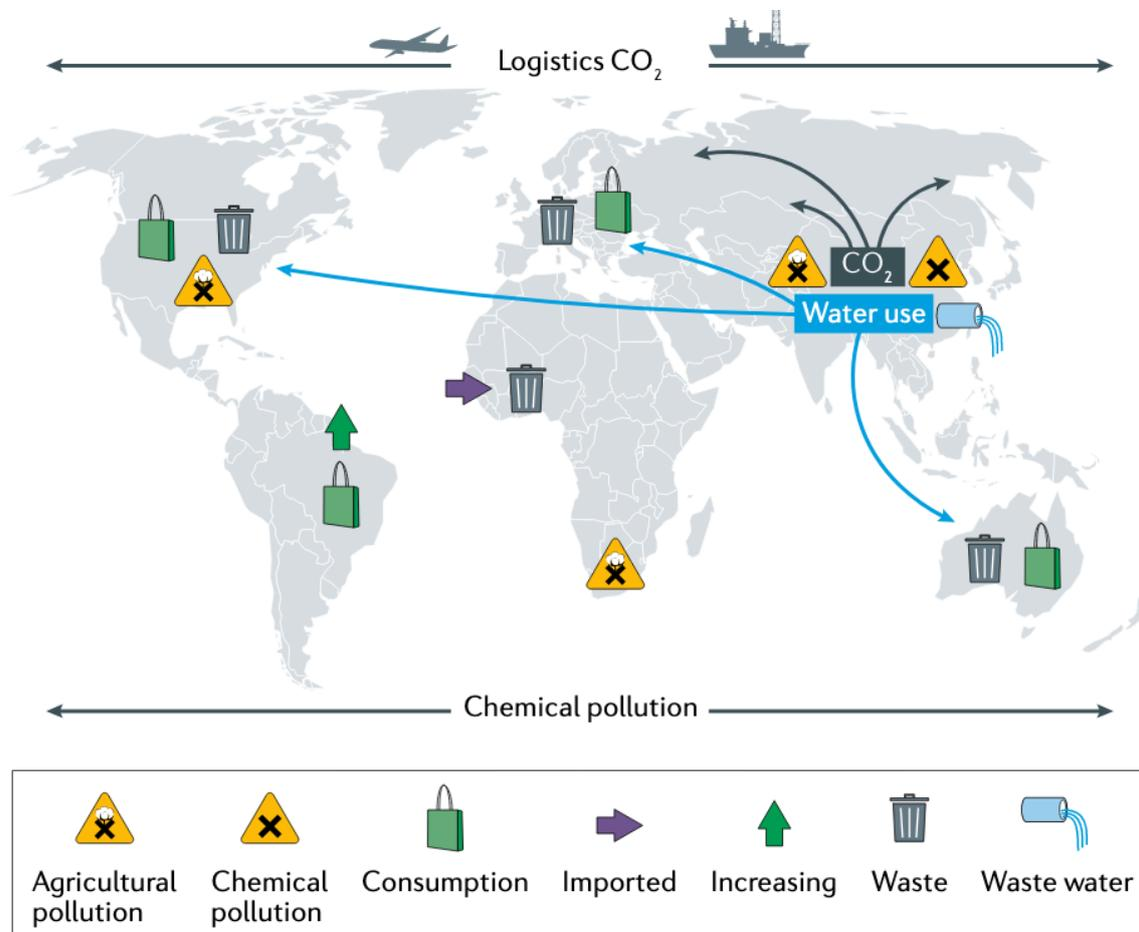 Logistics CO₂
CO₂
Water use
Chemical pollution
Agricultural
pollution
Chemical
pollution
Consumption
Imported
Increasing
Waste
Waste water